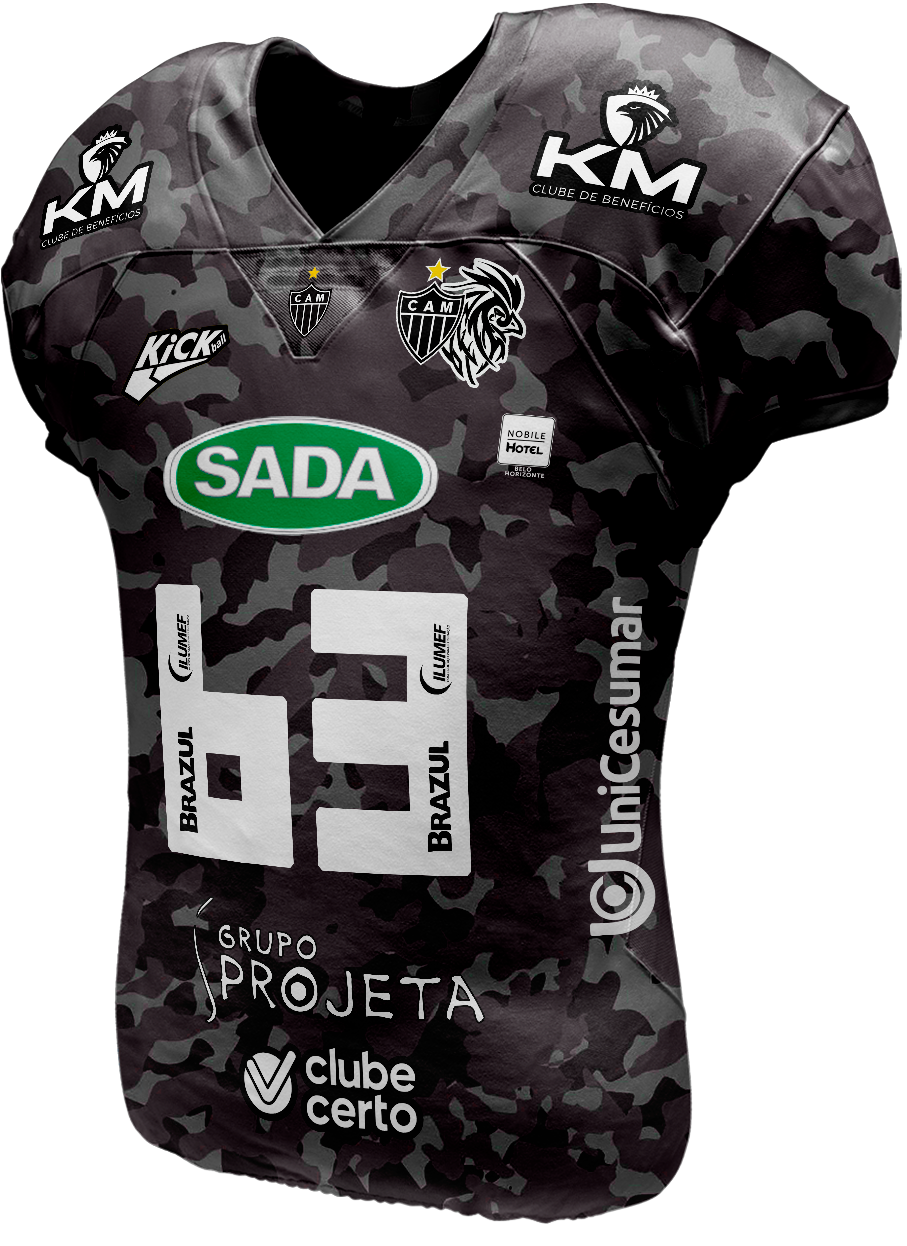 KM
CLUBE DE BENEFÍCIOS
KM
CLUBE DE BENEFÍCIOS
CAM
CAM
KiCK
ball
SADA
NOBILE
HOTEL
BELO
HORIZONTE
63
ILUMEF
ILUMEF
BRAZUL
BRAZUL
UniCesumar
GRUPO
PROJETA
clube
certo